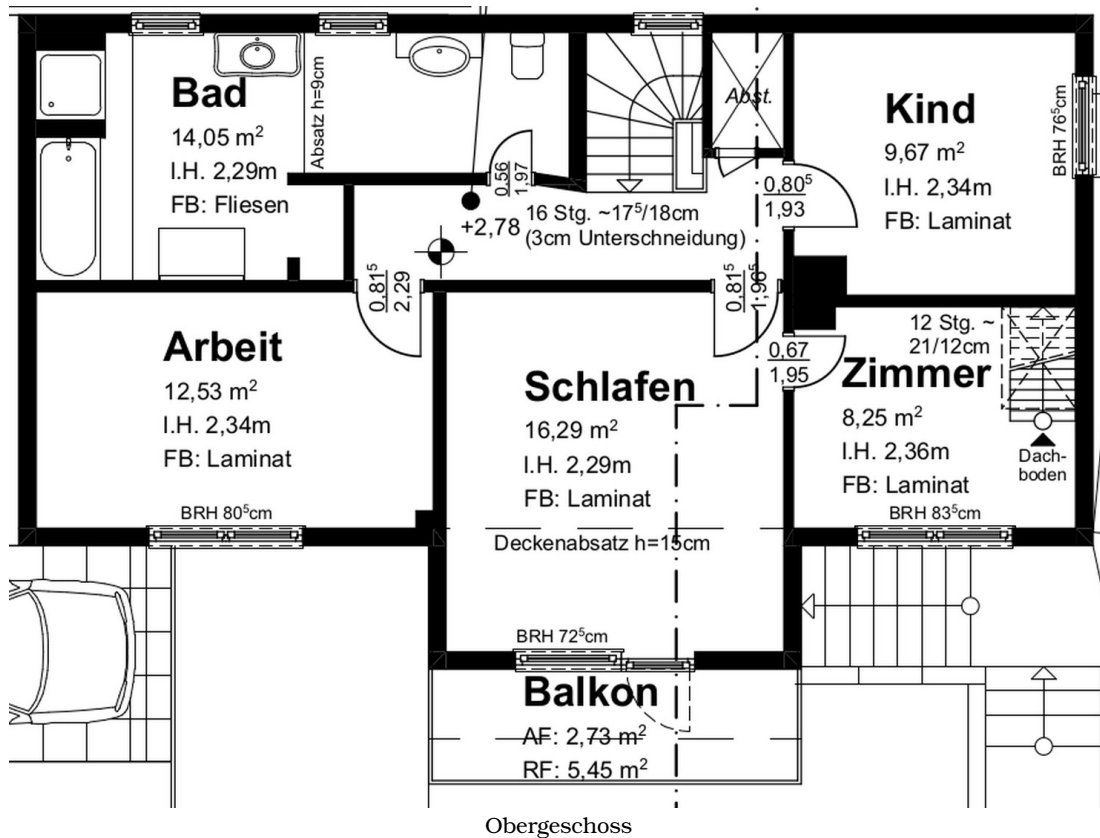 Bad
14,05 m²
I.H. 2,29m
FB: Fliesen
Absatz h=9cm
0,56
1,97
+2,78
16 Stg. ~17⁵/18cm
(3cm Unterschneidung)
Abst.
0,80⁵
1,93
Kind
9,67 m²
I.H. 2,34m
FB: Laminat
BRH 76⁵cm
0,81⁵
2,29
0,81⁵
1,96⁵
0,67
1,95
Arbeit
12,53 m²
I.H. 2,34m
FB: Laminat
BRH 80⁵cm
Schlafen
16,29 m²
I.H. 2,29m
FB: Laminat
Deckenabsatz h=15cm
BRH 72⁵cm
12 Stg. ~
21/12cm
Zimmer
8,25 m²
I.H. 2,36m
FB: Laminat
BRH 83⁵cm
Dach-
boden
Balkon
AF: 2,73 m²
RF: 5,45 m²
Obergeschoss